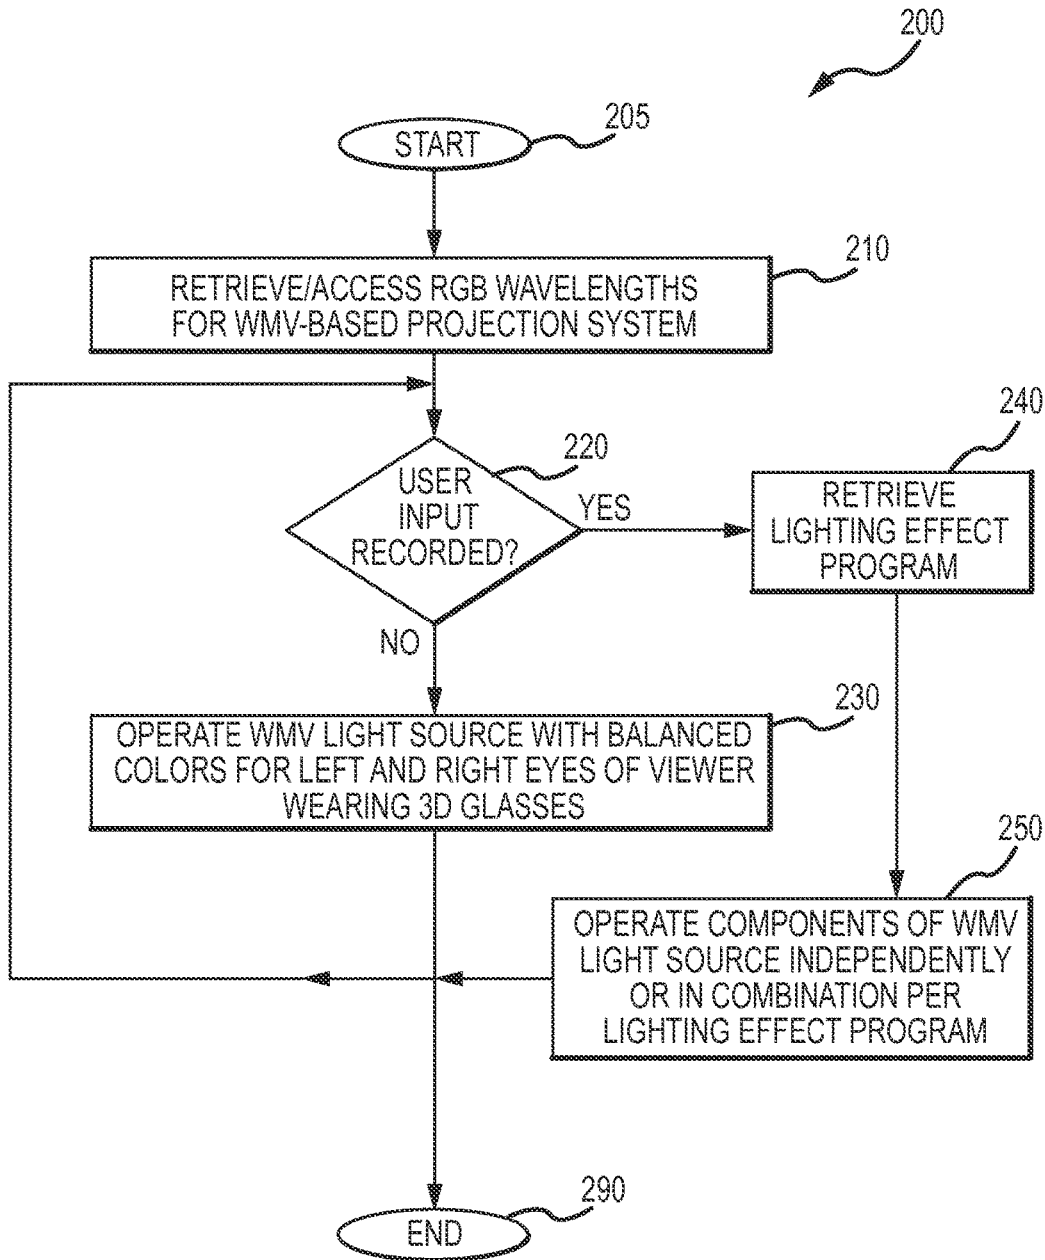 200
START
205
210
RETRIEVE/ACCESS RGB WAVELENGTHS
FOR WMV-BASED PROJECTION SYSTEM
220
USER
INPUT
RECORDED?
YES
NO
240
RETRIEVE
LIGHTING EFFECT
PROGRAM
230
OPERATE WMV LIGHT SOURCE WITH BALANCED
COLORS FOR LEFT AND RIGHT EYES OF VIEWER
WEARING 3D GLASSES
250
OPERATE COMPONENTS OF WMV
LIGHT SOURCE INDEPENDENTLY
OR IN COMBINATION PER
LIGHTING EFFECT PROGRAM
290
END